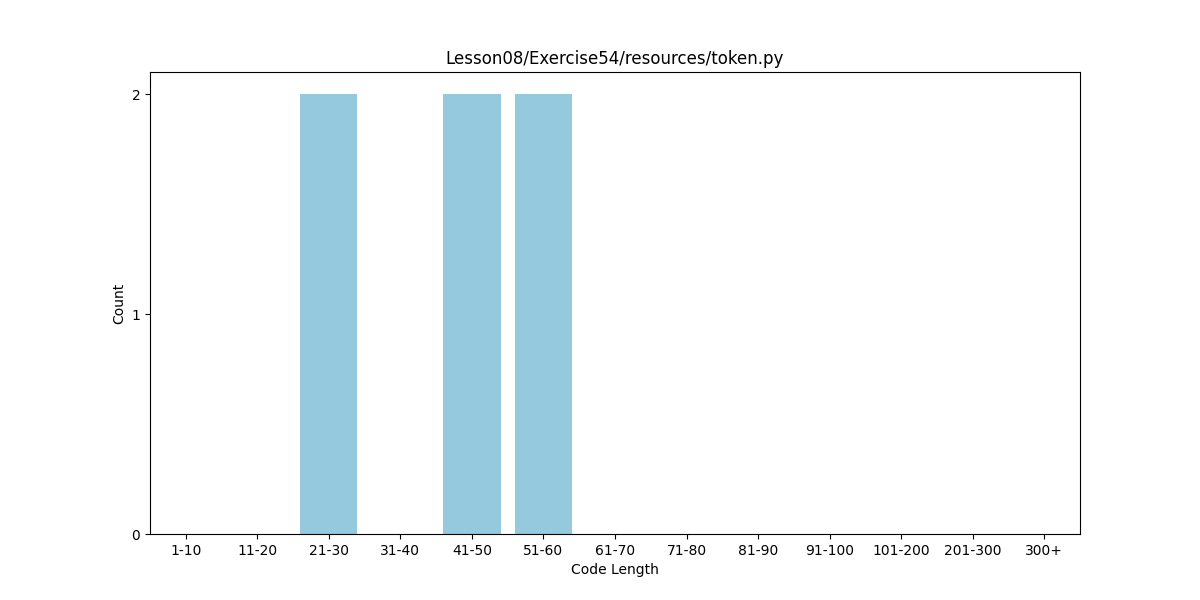 Lesson08/Exercise54/resources/token.py
2
1
0
Count
1-10 11-20 21-30 31-40 41-50 51-60 61-70 71-80 81-90 91-100 101-200 201-300 300+
Code Length